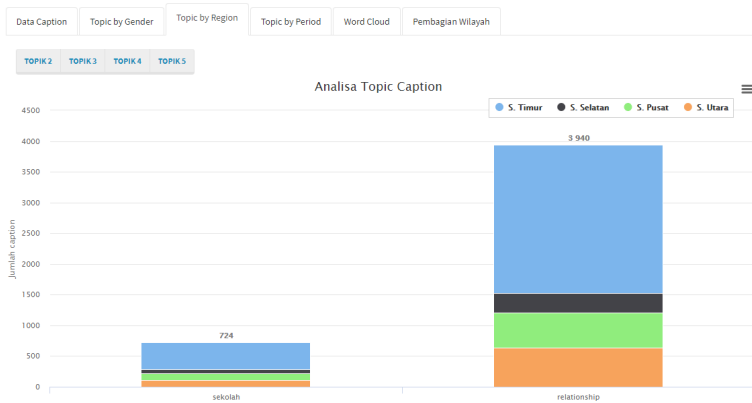 Data Caption Topic by Gender Topic by Region Topic by Period Word Cloud Pembagian Wilayah
TOPIK 2 TOPIK 3 TOPIK 4 TOPIK 5
Analisa Topic Caption
S. Timur S. Selatan S. Pusat S. Utara
Jumlah caption
4500
4000
3500
3000
2500
2000
1500
1000
500
0
724
3 940
sekolah relationship